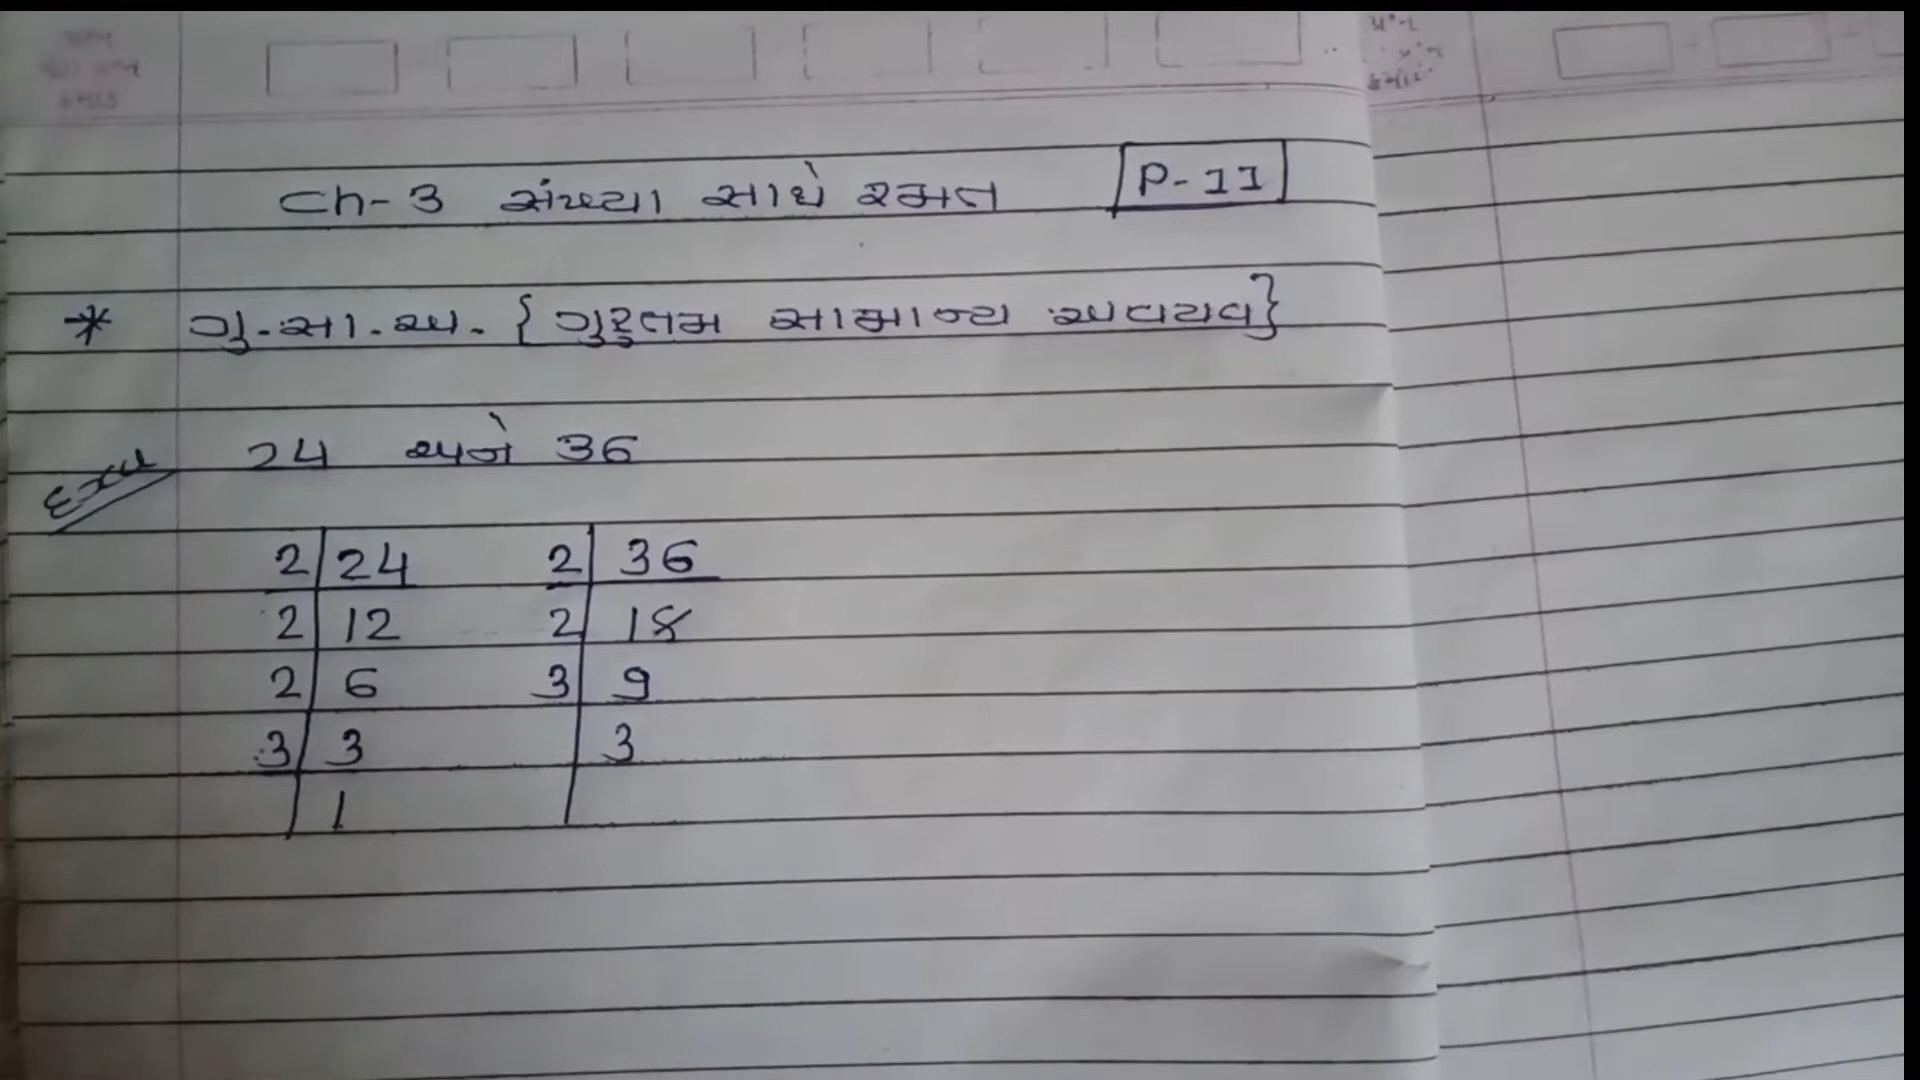 Ch-3 સંખ્યા સાથે રમત P-11
* ગુ.સા.અ. {ગુરુતમ સામાન્ય અવયવ}
24 અને 36
2 24 2 36
2 12 2 18
2 6 3 9
3 3 3
1